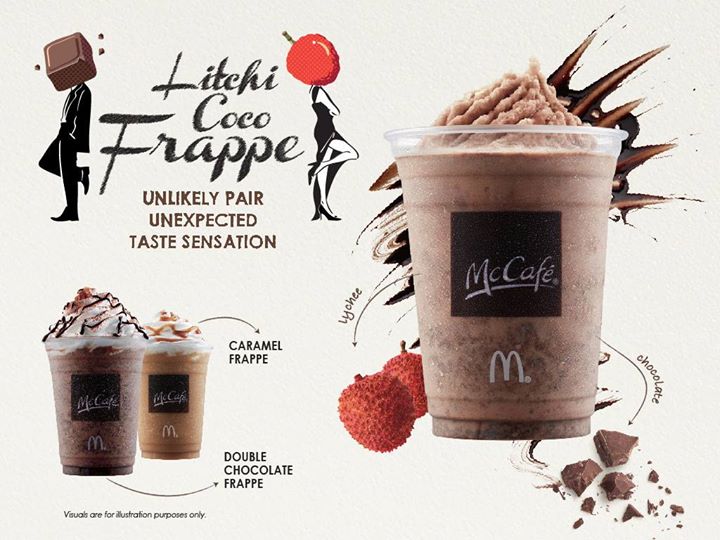 Litchi
Coco
Frappe
UNLIKELY PAIR
UNEXPECTED
TASTE SENSATION
McCafé®
M®
lychee
chocolate
CARAMEL
FRAPPE
McCafé
M
McCafé
M
DOUBLE
CHOCOLATE
FRAPPE
Visuals are for illustration purposes only.